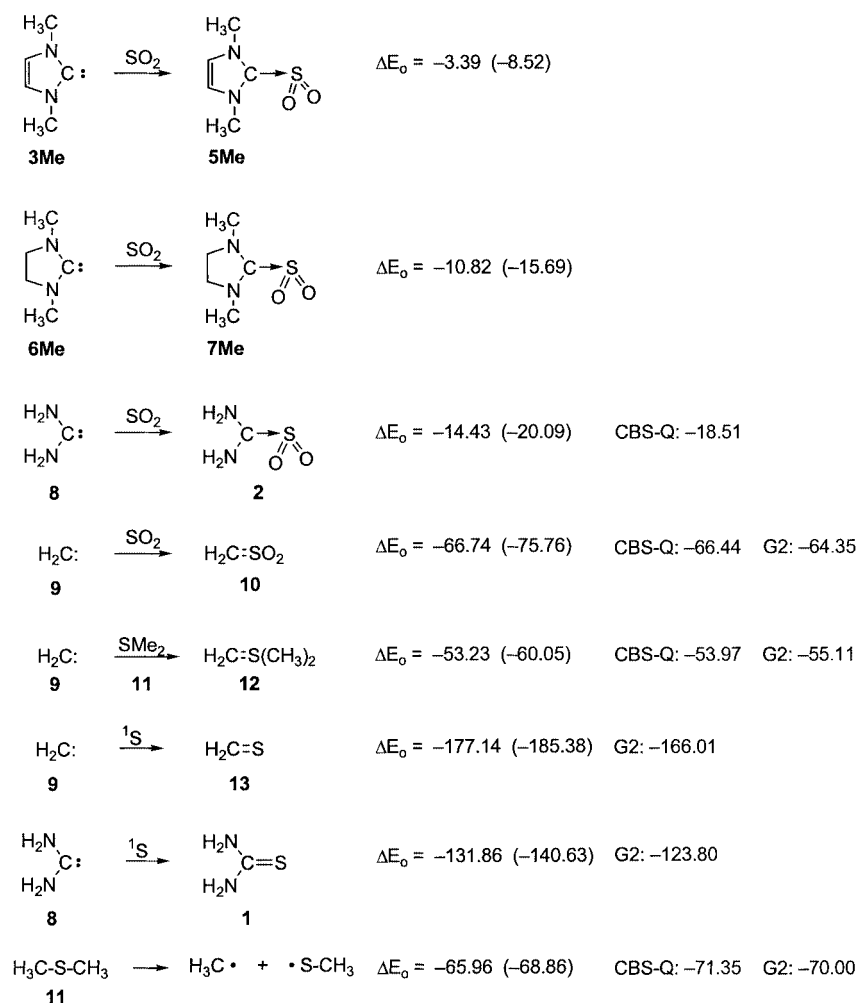 CH₃ CH₃
N SO₂ N S ΔEₒ = –3.39 (–8.52)
C: C
N N O O
H₃C H₃C
3Me 5Me
H₃C H₃C
N SO₂ N S ΔEₒ = –10.82 (–15.69)
C: C
N N O O
H₃C H₃C
6Me 7Me
H₂N SO₂ H₂N
C: C S ΔEₒ = –14.43 (–20.09) CBS-Q: –18.51
H₂N H₂N O O
8 2
H₂C: SO₂ H₂C=SO₂ ΔEₒ = –66.74 (–75.76) CBS-Q: –66.44 G2: –64.35
9 10
H₂C: SMe₂ H₂C=S(CH₃)₂ ΔEₒ = –53.23 (–60.05) CBS-Q: –53.97 G2: –55.11
9 11 12
H₂C: ¹S H₂C=S ΔEₒ = –177.14 (–185.38) G2: –166.01
9 13
H₂N ¹S H₂N
C: C=S ΔEₒ = –131.86 (–140.63) G2: –123.80
H₂N H₂N
8 1
H₃C-S-CH₃ → H₃C• + •S–CH₃ ΔEₒ = –65.96 (–68.86) CBS-Q: –71.35 G2: –70.00
11